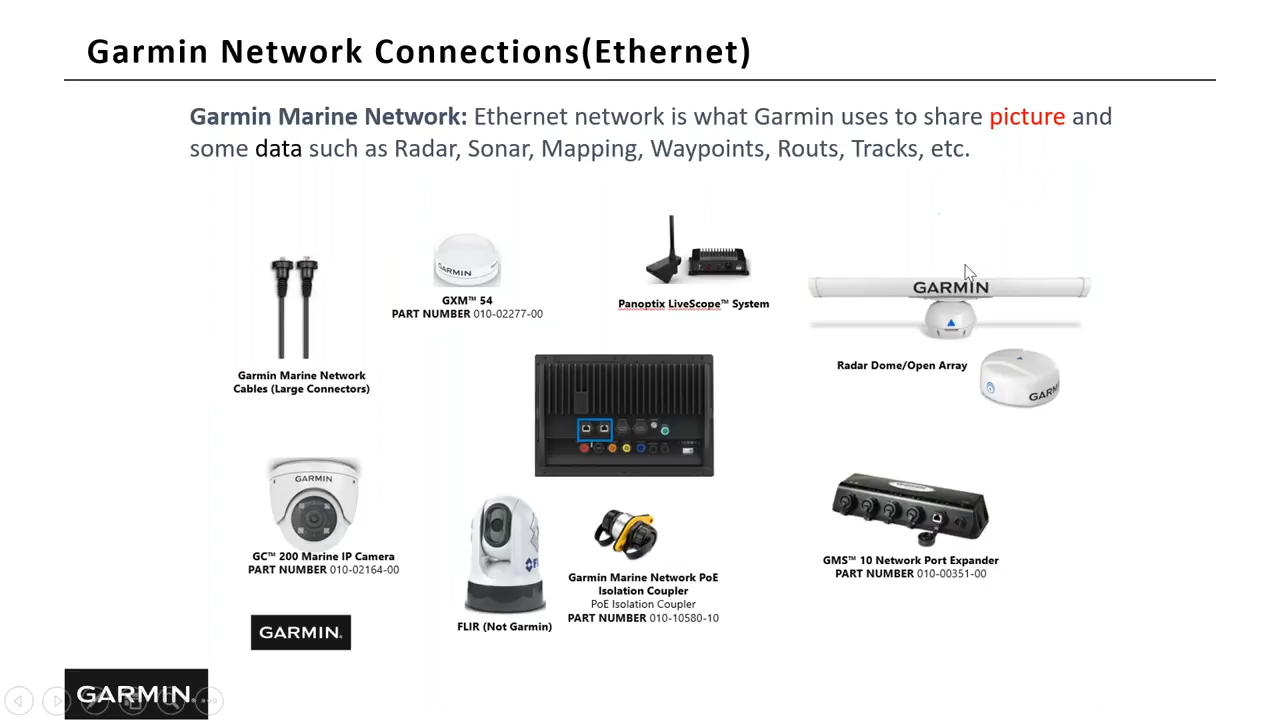 Garmin Network Connections(Ethernet)
Garmin Marine Network: Ethernet network is what Garmin uses to share picture and
some data such as Radar, Sonar, Mapping, Waypoints, Routs, Tracks, etc.
GARMIN
GXM™ 54
PART NUMBER 010-02277-00
Panoptix LiveScope™ System
GARMIN
Radar Dome/Open Array
GARM
Garmin Marine Network
Cables (Large Connectors)
GARMIN
GC™ 200 Marine IP Camera
PART NUMBER 010-02164-00
FLIR (Not Garmin)
Garmin Marine Network PoE
Isolation Coupler
PoE Isolation Coupler
PART NUMBER 010-10580-10
GMS™ 10 Network Port Expander
PART NUMBER 010-00351-00
GARMIN.
GARMIN.